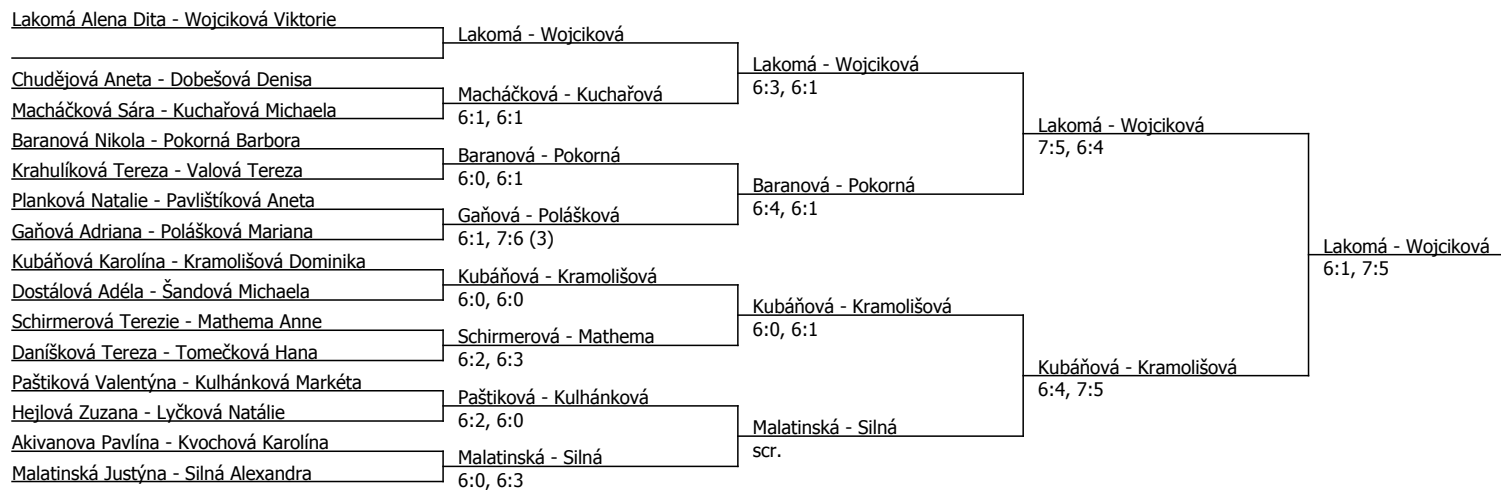 Lakomá Alena Dita - Wojciková Viktorie
Chudějová Aneta - Dobešová Denisa
Macháčková Sára - Kuchařová Michaela
Baranová Nikola - Pokorná Barbora
Krahulíková Tereza - Valová Tereza
Planková Natalie - Pavlištíková Aneta
Gaňová Adriana - Polášková Mariana
Kubáňová Karolína - Kramolišová Dominika
Dostálová Adéla - Šandová Michaela
Schirmerová Terezie - Mathema Anne
Daníšková Tereza - Tomečková Hana
Paštiková Valentýna - Kulhánková Markéta
Hejlová Zuzana - Lyčková Natálie
Akivanova Pavlína - Kvochová Karolína
Malatinská Justýna - Silná Alexandra
Lakomá - Wojciková
Macháčková - Kuchařová
6:1, 6:1
Baranová - Pokorná
6:0, 6:1
Gaňová - Polášková
6:1, 7:6 (3)
Kubáňová - Kramolišová
6:0, 6:0
Schirmerová - Mathema
6:2, 6:3
Paštiková - Kulhánková
6:2, 6:0
Malatinská - Silná
6:0, 6:3
Lakomá - Wojciková
6:3, 6:1
Baranová - Pokorná
6:4, 6:1
Kubáňová - Kramolišová
6:0, 6:1
Malatinská - Silná
scr.
Lakomá - Wojciková
7:5, 6:4
Kubáňová - Kramolišová
6:4, 7:5
Lakomá - Wojciková
6:1, 7:5